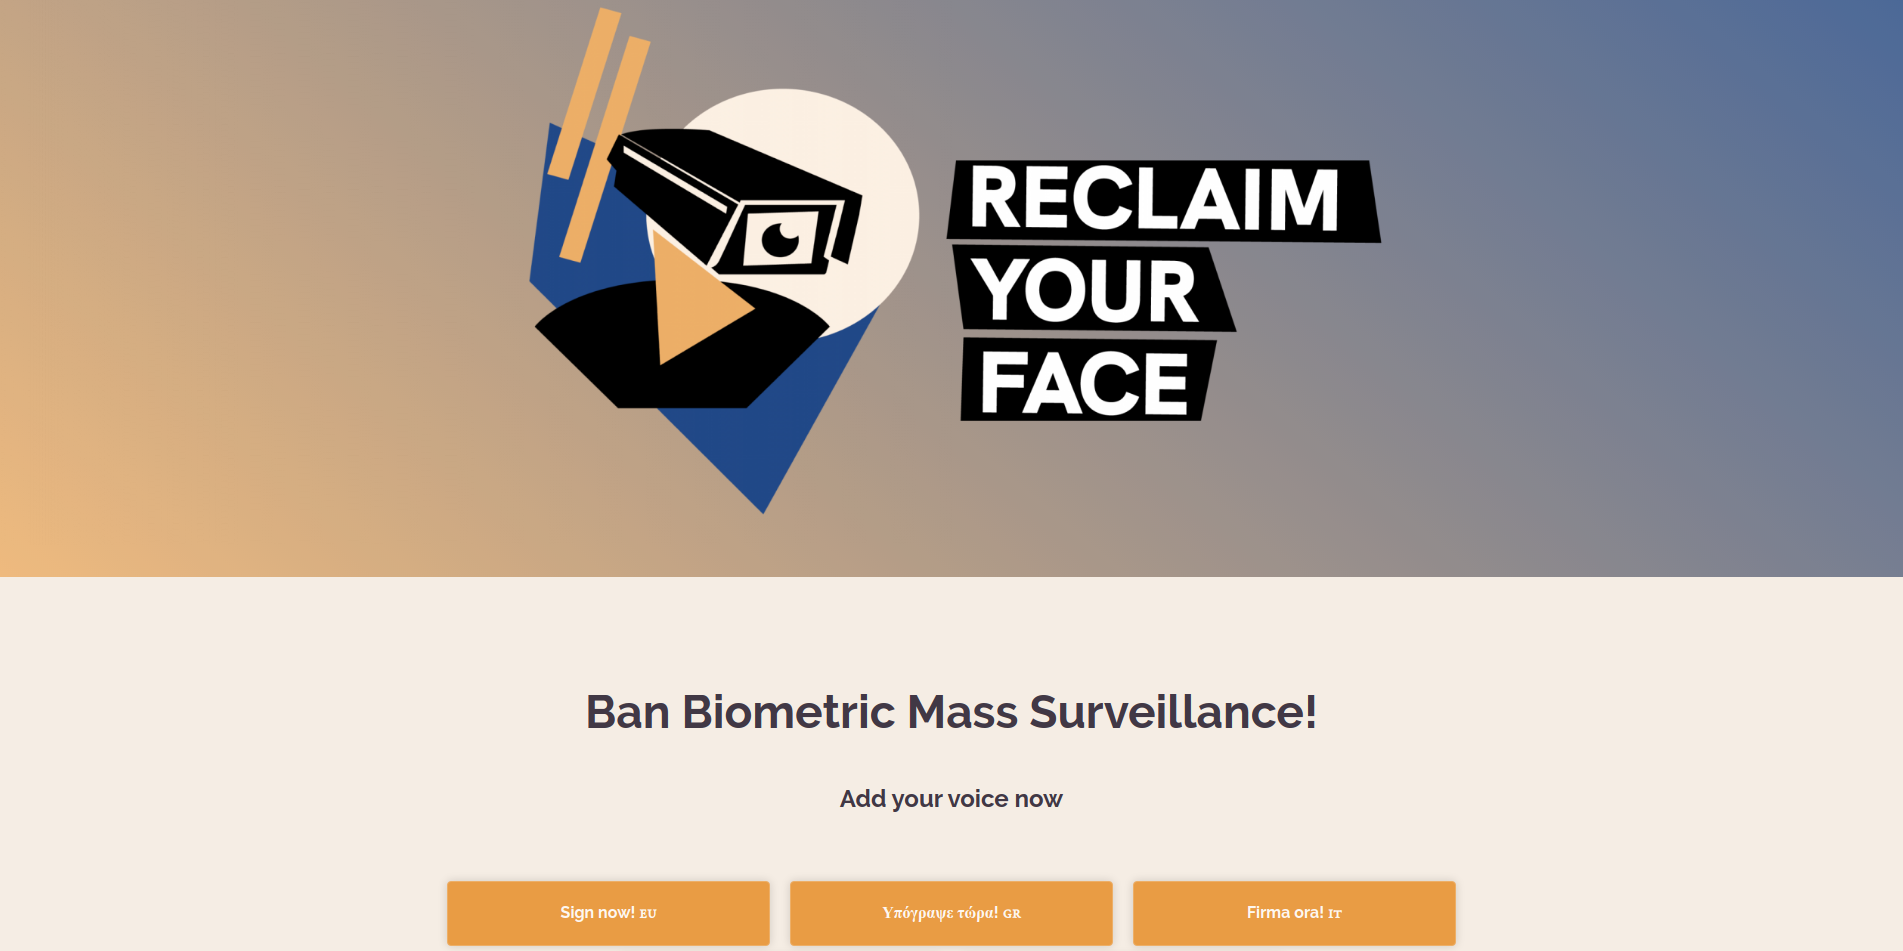 RECLAIM
YOUR
FACE
Ban Biometric Mass Surveillance!
Add your voice now
Sign now! EU
Υπόγραψε τώρα! GR
Firma ora! IT